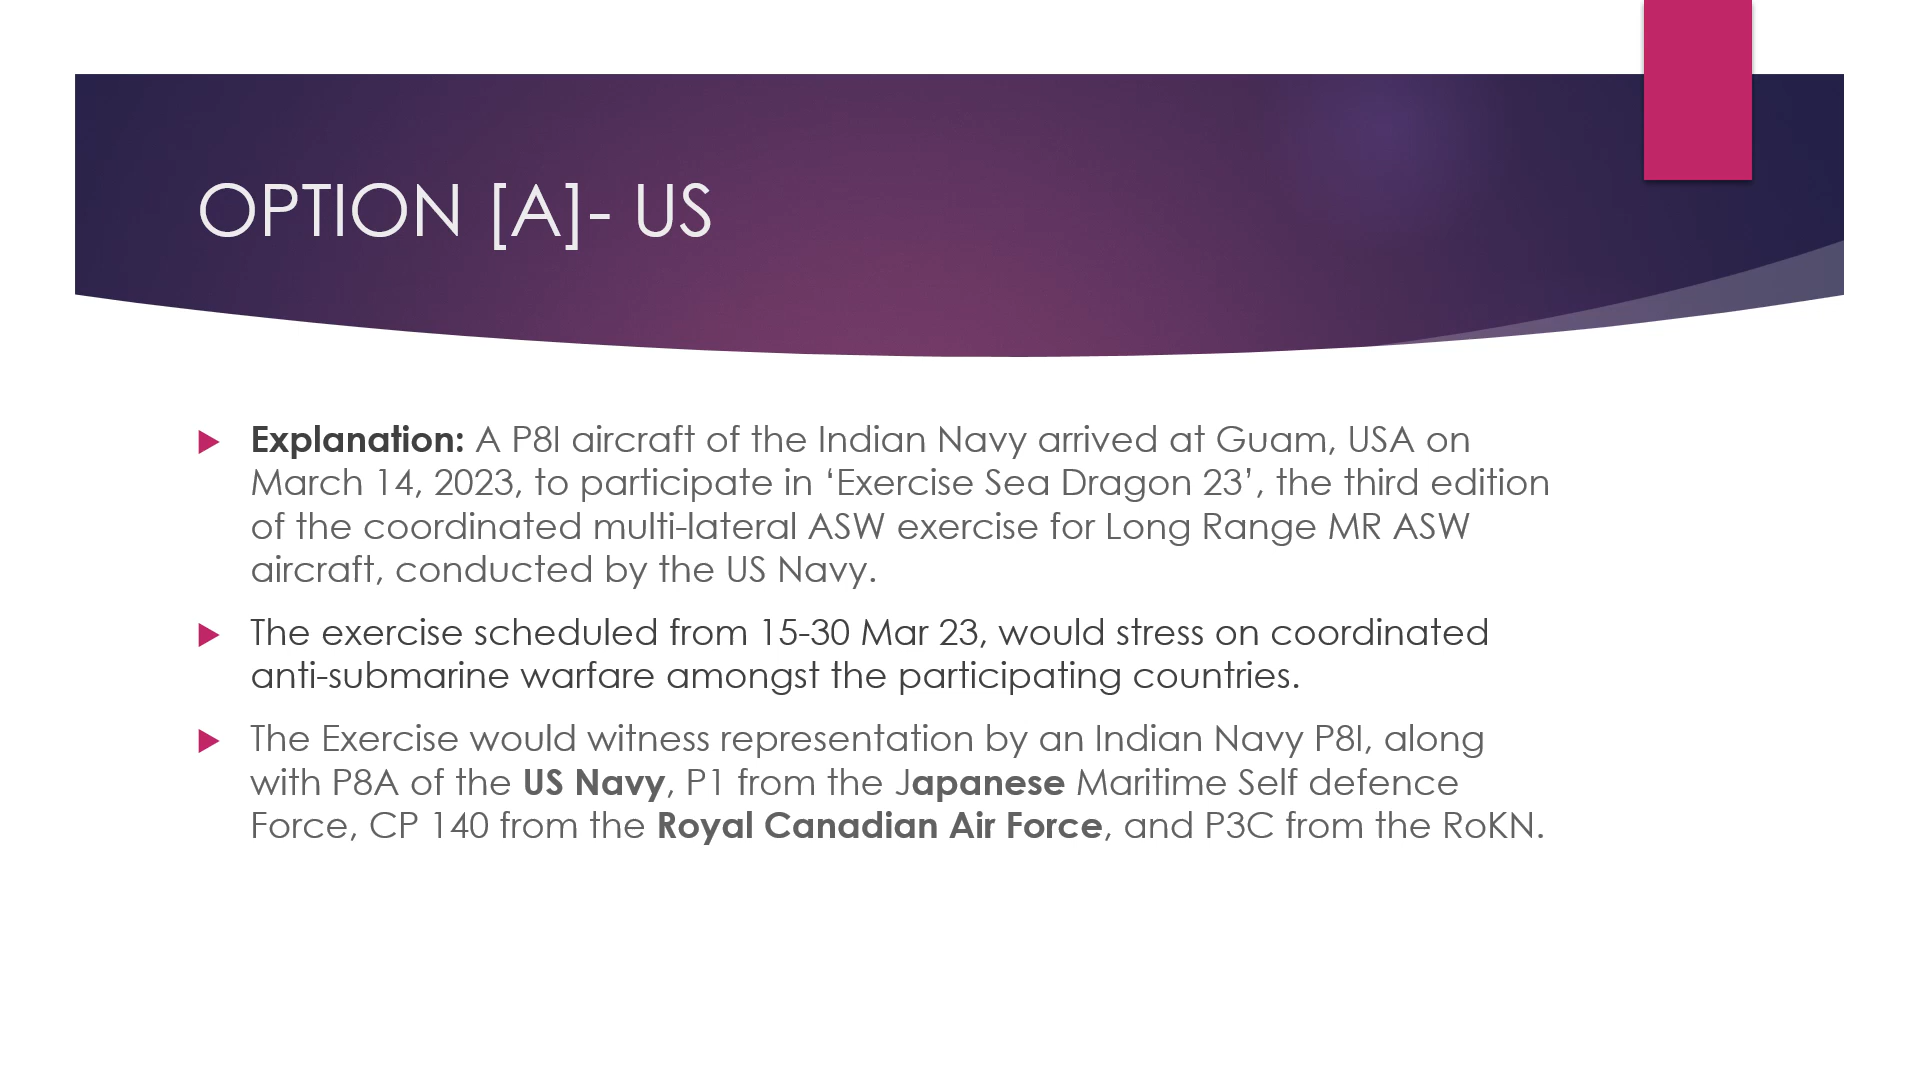 OPTION [A]- US
Explanation: A P8I aircraft of the Indian Navy arrived at Guam, USA on
March 14, 2023, to participate in ‘Exercise Sea Dragon 23’, the third edition
of the coordinated multi-lateral ASW exercise for Long Range MR ASW
aircraft, conducted by the US Navy.
The exercise scheduled from 15-30 Mar 23, would stress on coordinated
anti-submarine warfare amongst the participating countries.
The Exercise would witness representation by an Indian Navy P8I, along
with P8A of the US Navy, P1 from the Japanese Maritime Self defence
Force, CP 140 from the Royal Canadian Air Force, and P3C from the RoKN.